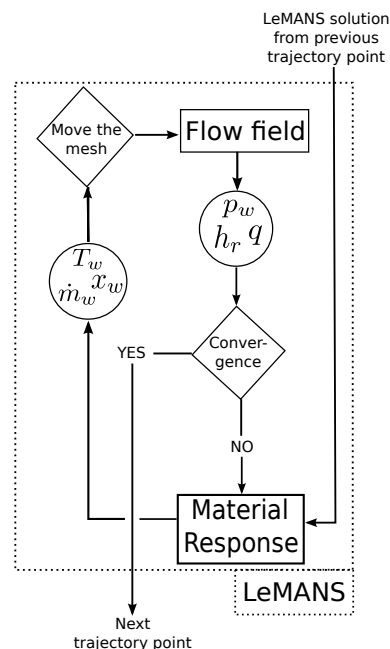 LeMANS solution
from previous
trajectory point
Move the
mesh
Flow field
p_w
h_r q
T_w
ṁ_w x_w
YES
Conver-
gence
NO
Material
Response
LeMANS
Next
trajectory point